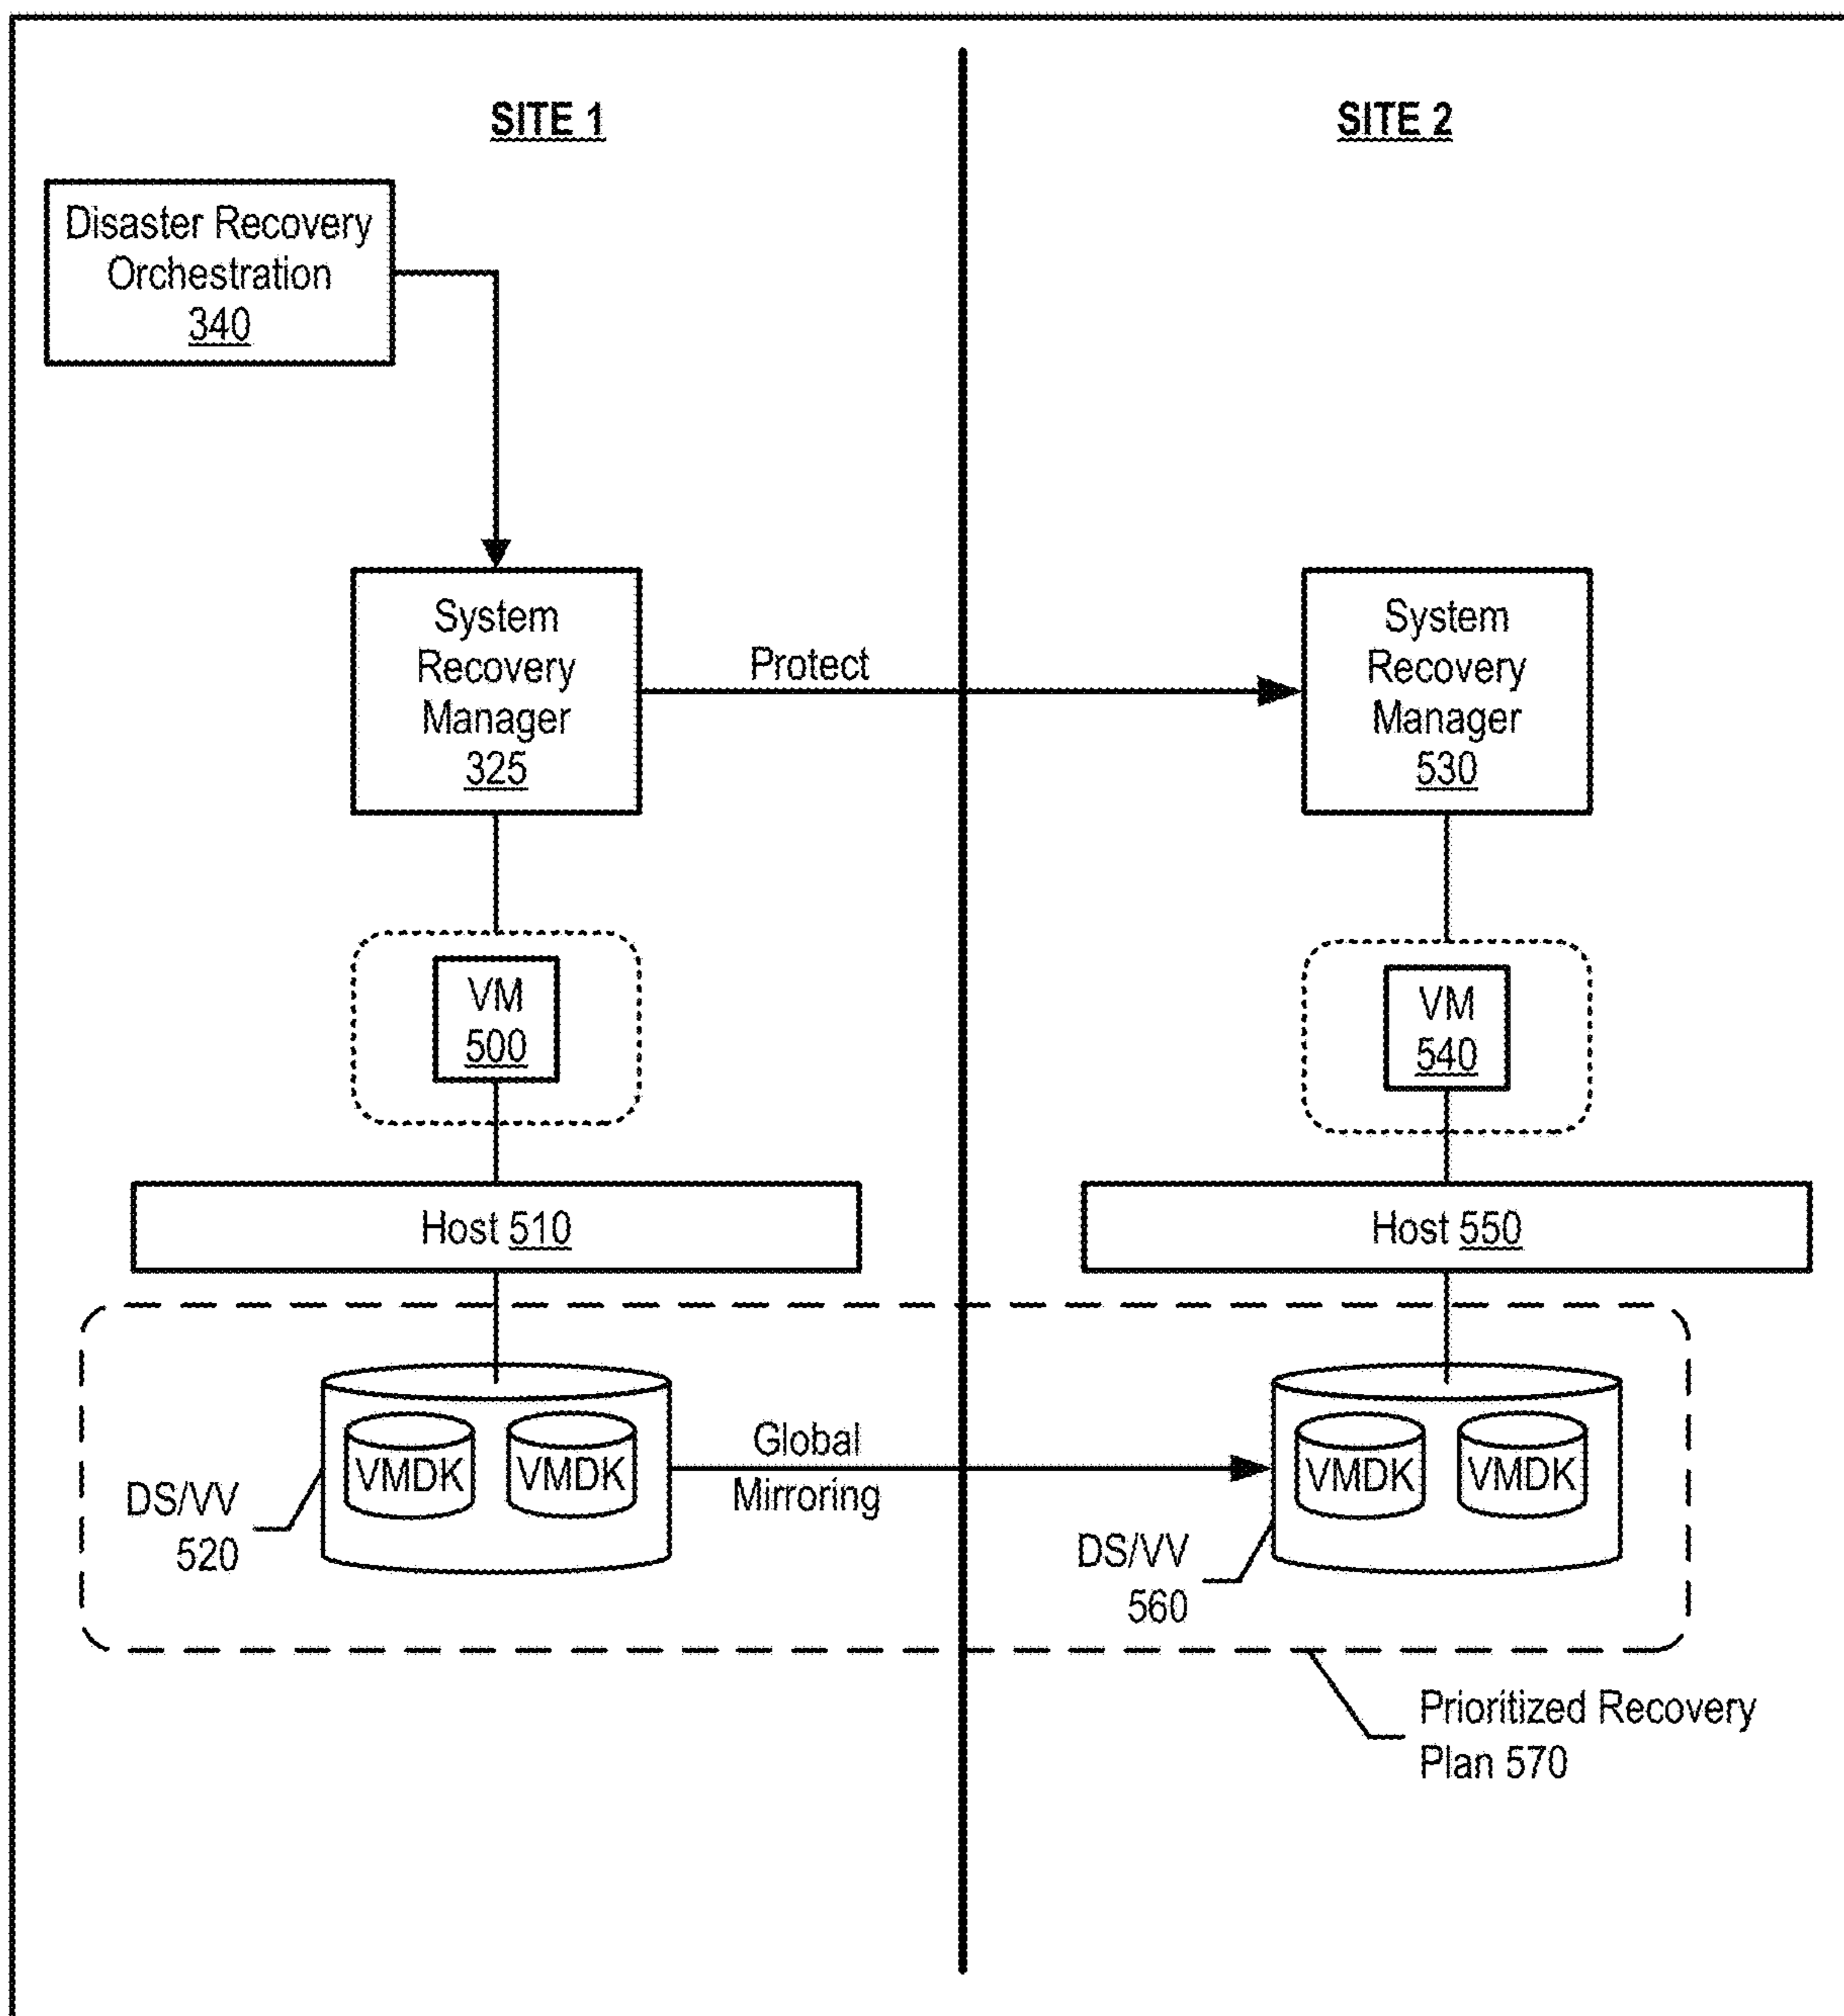 SITE 1
SITE 2
Disaster Recovery
Orchestration
340
System
Recovery
Manager
325
Protect
System
Recovery
Manager
530
VM
500
VM
540
Host 510
Host 550
VMDK
VMDK
DS/VV
520
Global
Mirroring
VMDK
VMDK
DS/VV
560
Prioritized Recovery
Plan 570